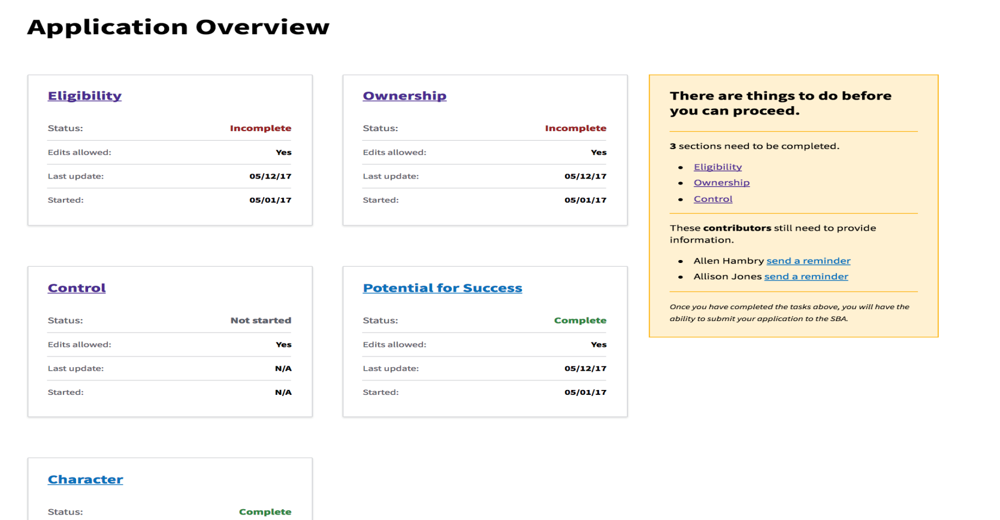 Application Overview
Eligibility
Status: Incomplete
Edits allowed: Yes
Last update: 05/12/17
Started: 05/01/17
Ownership
Status: Incomplete
Edits allowed: Yes
Last update: 05/12/17
Started: 05/01/17
There are things to do before
you can proceed.
3 sections need to be completed.
• Eligibility
• Ownership
• Control
These contributors still need to provide
information.
• Allen Hambry send a reminder
• Allison Jones send a reminder
Once you have completed the tasks above, you will have the
ability to submit your application to the SBA.
Control
Status: Not started
Edits allowed: Yes
Last update: N/A
Started: N/A
Potential for Success
Status: Complete
Edits allowed: Yes
Last update: 05/12/17
Started: 05/01/17
Character
Status: Complete